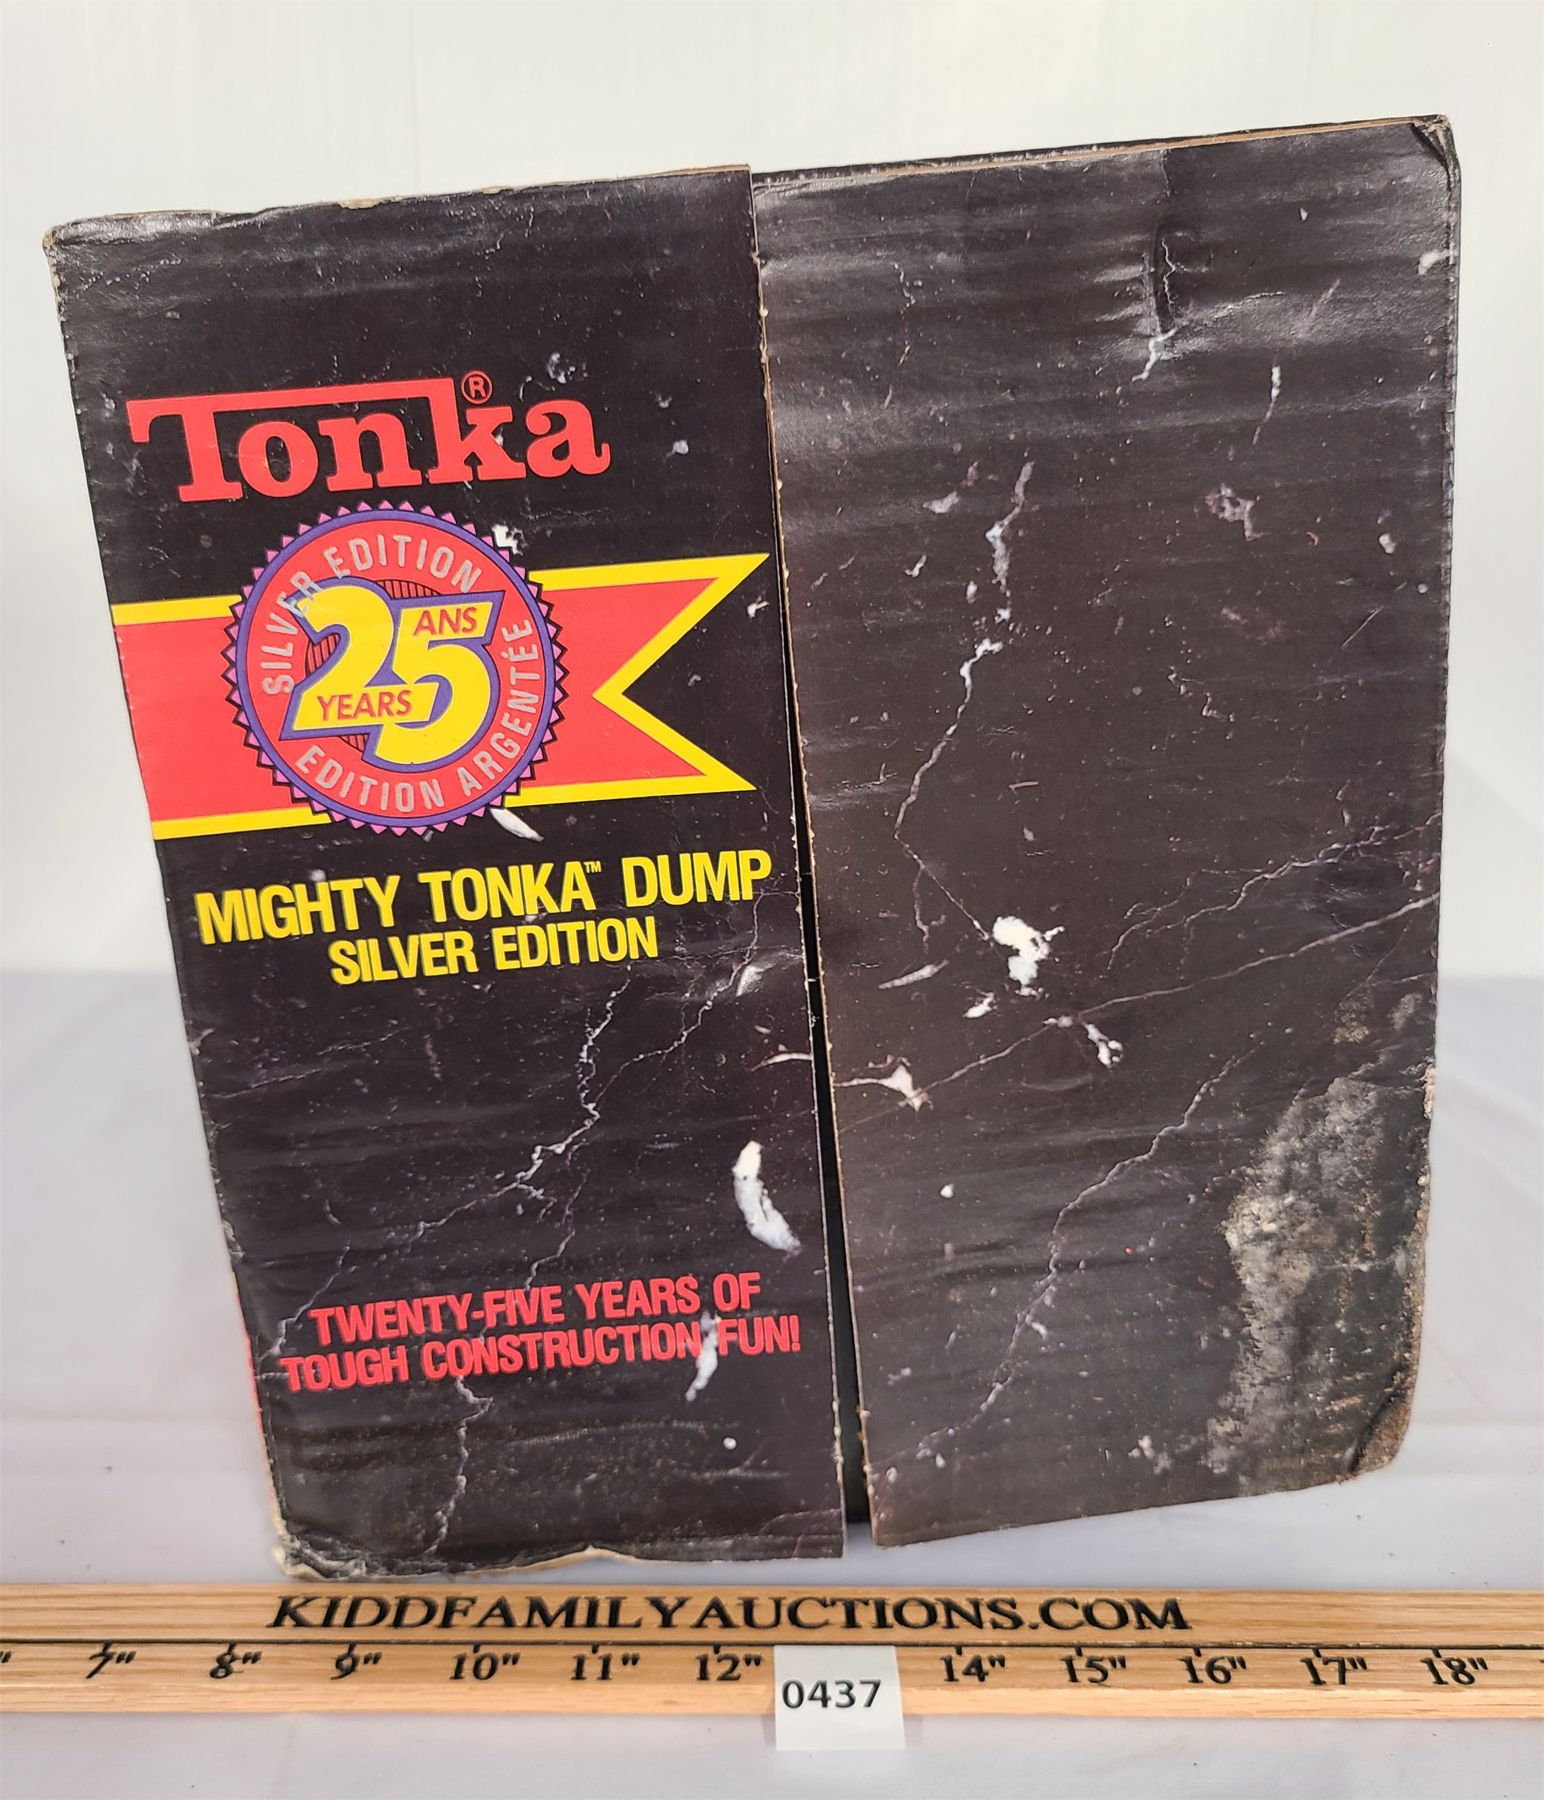 Tonka®
SILVER EDITION
25
ANS
YEARS
EDITION ARGENTÉE
MIGHTY TONKA™ DUMP
SILVER EDITION
TWENTY-FIVE YEARS OF
TOUGH CONSTRUCTION FUN!
KIDDFAMILYAUCTIONS.COM
7" 8" 9" 10" 11" 12" 14" 15" 16" 17" 18"
0437